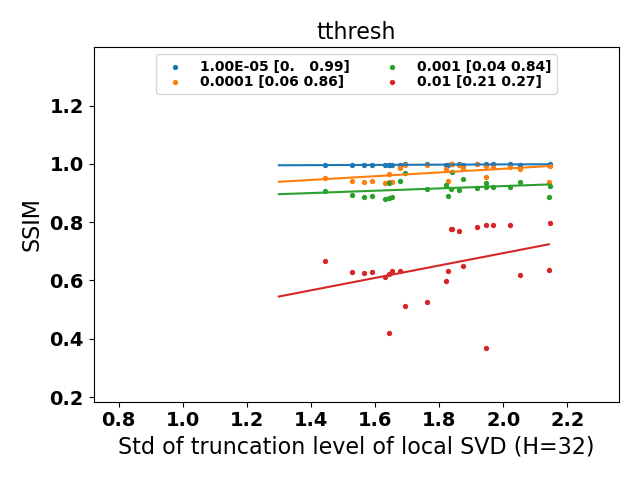 tthresh
1.00E-05 [0.   0.99]
0.0001 [0.06 0.86]
0.001 [0.04 0.84]
0.01 [0.21 0.27]
SSIM
1.2
1.0
0.8
0.6
0.4
0.2
0.8 1.0 1.2 1.4 1.6 1.8 2.0 2.2
Std of truncation level of local SVD (H=32)